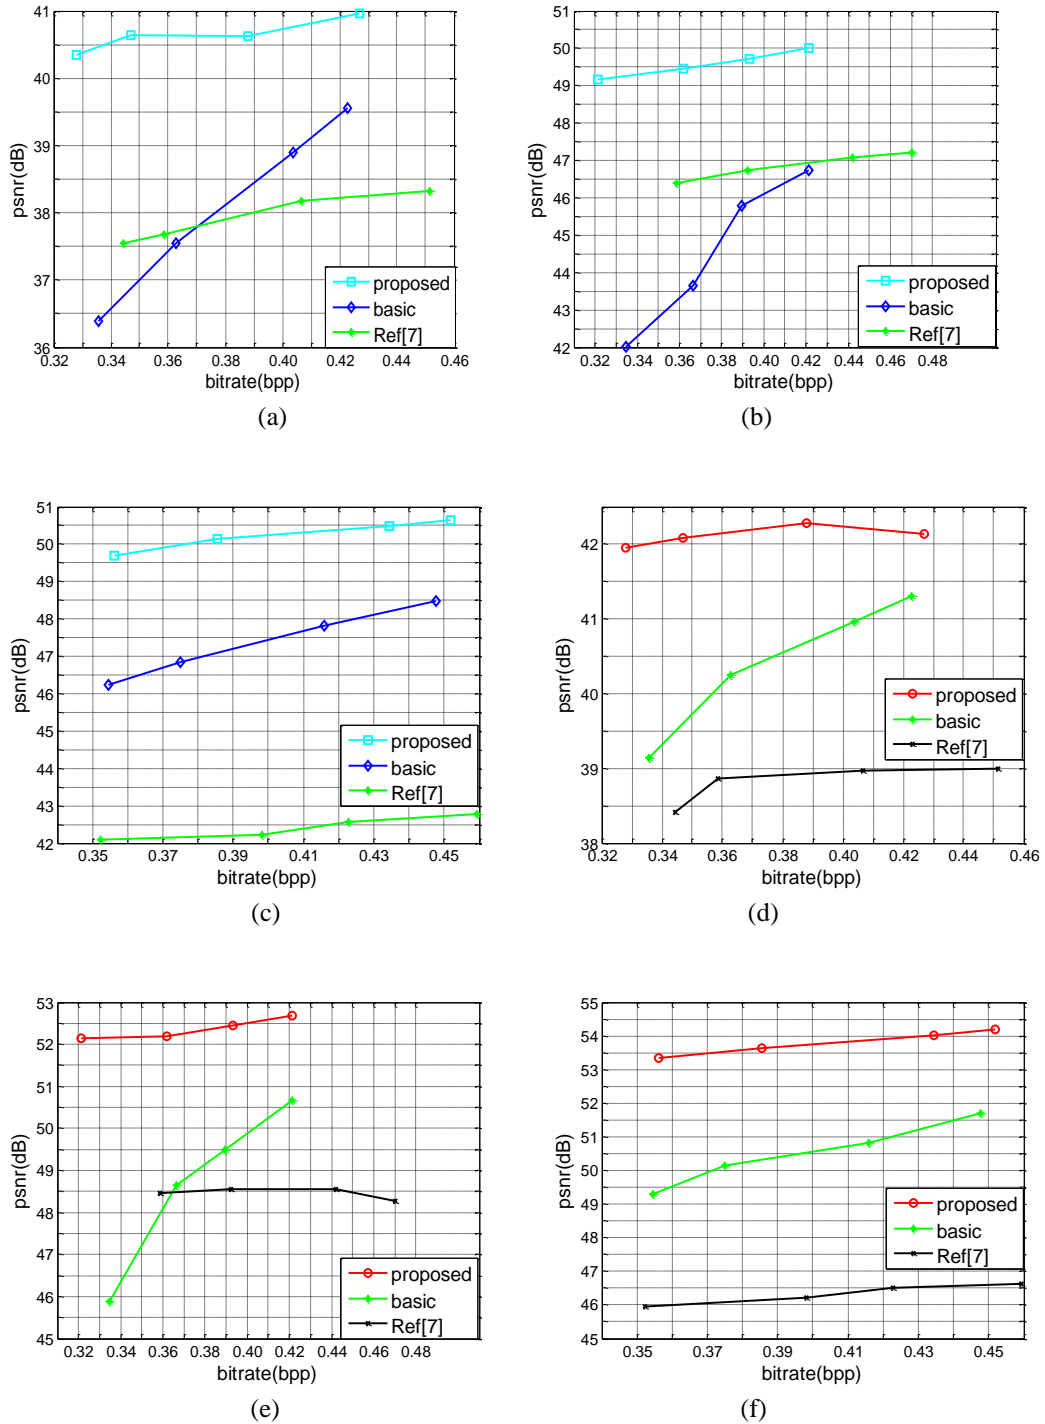 41
40
39
38
37
36
psnr(dB)
0.32 0.34 0.36 0.38 0.40 0.42 0.44 0.46
bitrate(bpp)
proposed
basic
Ref[7]
(a)
51
50
49
48
47
46
45
44
43
42
psnr(dB)
0.32 0.34 0.36 0.38 0.40 0.42 0.44 0.46 0.48
bitrate(bpp)
proposed
basic
Ref[7]
(b)
51
50
49
48
47
46
45
44
43
42
psnr(dB)
0.35 0.37 0.39 0.41 0.43 0.45
bitrate(bpp)
proposed
basic
Ref[7]
(c)
42
41
40
39
38
psnr(dB)
0.32 0.34 0.36 0.38 0.40 0.42 0.44 0.46
bitrate(bpp)
proposed
basic
Ref[7]
(d)
53
52
51
50
49
48
47
46
45
psnr(dB)
0.32 0.34 0.36 0.38 0.40 0.42 0.44 0.46 0.48
bitrate(bpp)
proposed
basic
Ref[7]
(e)
55
54
53
52
51
50
49
48
47
46
45
psnr(dB)
0.35 0.37 0.39 0.41 0.43 0.45
bitrate(bpp)
proposed
basic
Ref[7]
(f)